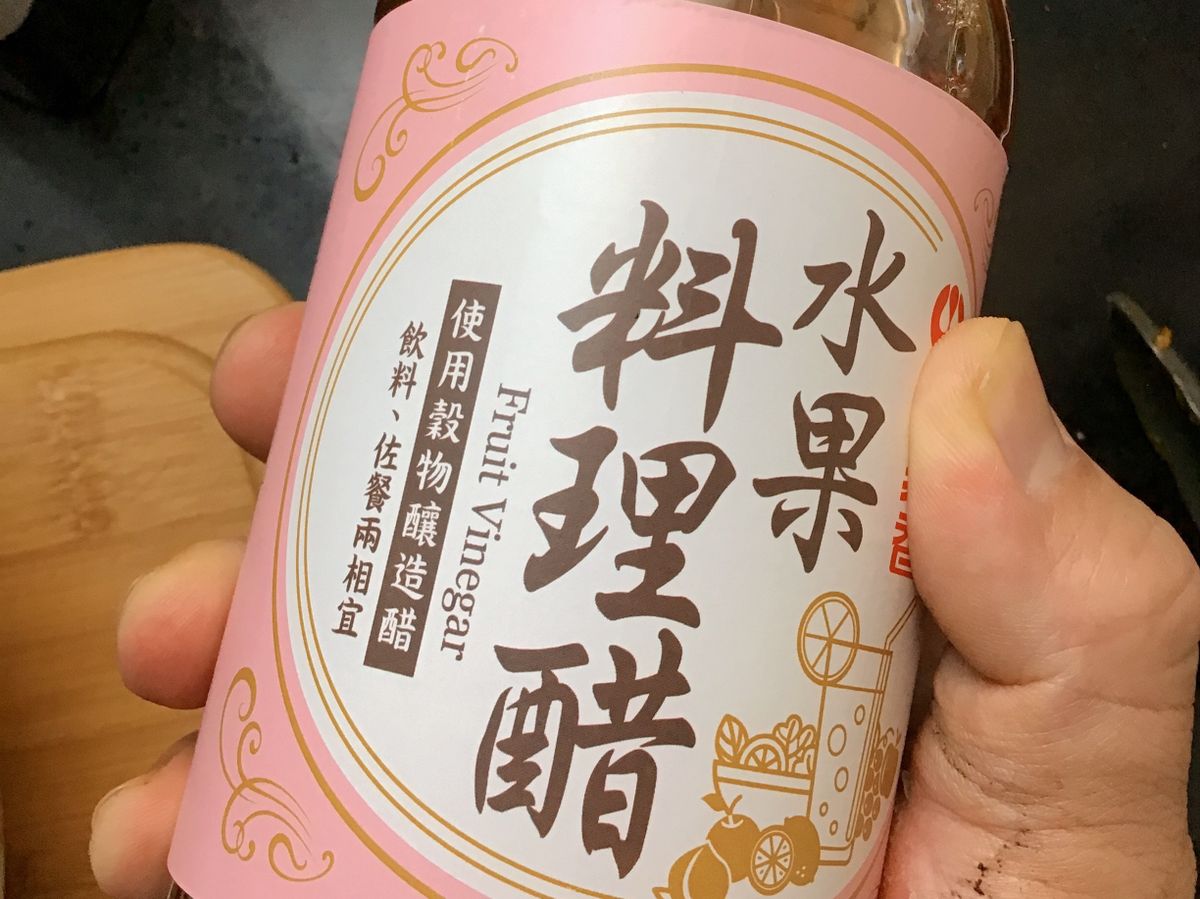 水果
料理醋
Fruit Vinegar
使用穀物釀造醋
飲料、佐餐兩相宜